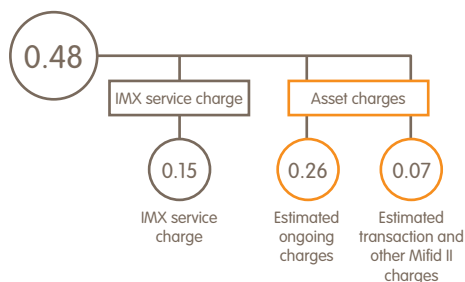 0.48
IMX service charge
Asset charges
0.15
0.26
0.07
IMX service
charge
Estimated
ongoing
charges
Estimated
transaction and
other Mifid II
charges